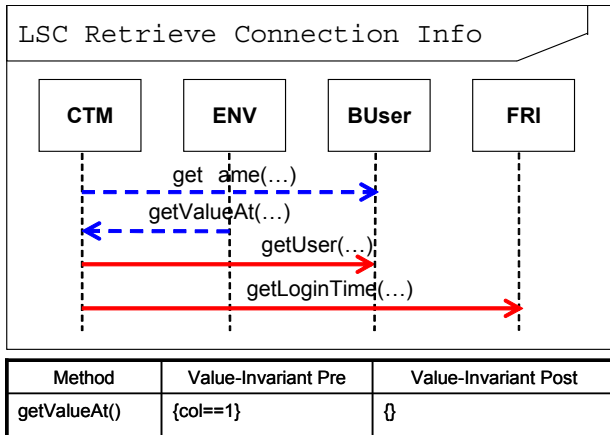 LSC Retrieve Connection Info
CTM ENV BUser FRI
get ame(…)
getValueAt(…)
getUser(…)
getLoginTime(…)
Method Value-Invariant Pre Value-Invariant Post
getValueAt() {col==1} {}